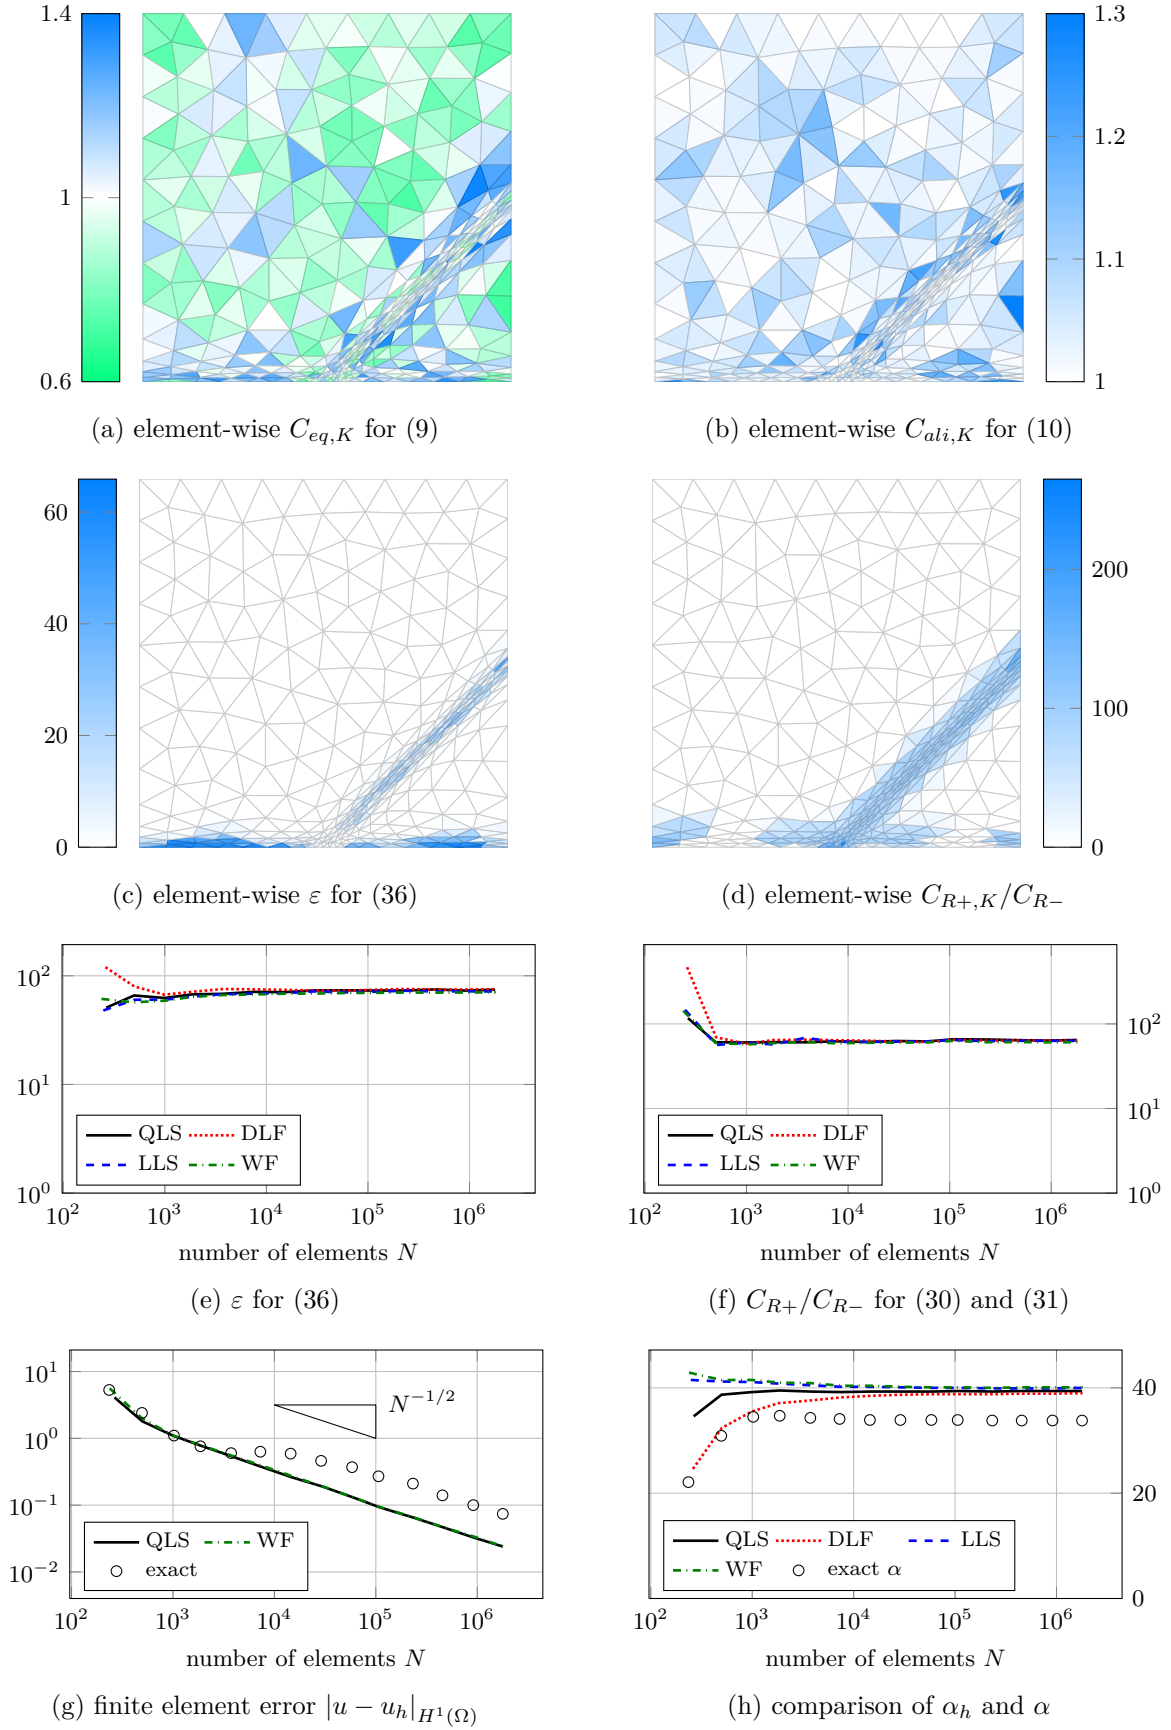 1.4
1
0.6
1.3
1.2
1.1
1
(a) element-wise C_{eq,K} for (9)
(b) element-wise C_{ali,K} for (10)
60
40
20
0
200
100
0
(c) element-wise ε for (36)
(d) element-wise C_{R+,K}/C_{R−}
10^2
10^1
10^0
QLS DLF
LLS WF
10^2 10^3 10^4 10^5 10^6
number of elements N
(e) ε for (36)
10^2
10^1
10^0
QLS DLF
LLS WF
10^2 10^3 10^4 10^5 10^6
number of elements N
(f) C_{R+}/C_{R−} for (30) and (31)
10^1
10^0
10^{−1}
10^{−2}
N^{−1/2}
QLS WF
exact
10^2 10^3 10^4 10^5 10^6
number of elements N
(g) finite element error |u − u_h|_{H^1(Ω)}
40
20
0
QLS DLF LLS
WF exact α
10^2 10^3 10^4 10^5 10^6
number of elements N
(h) comparison of α_h and α